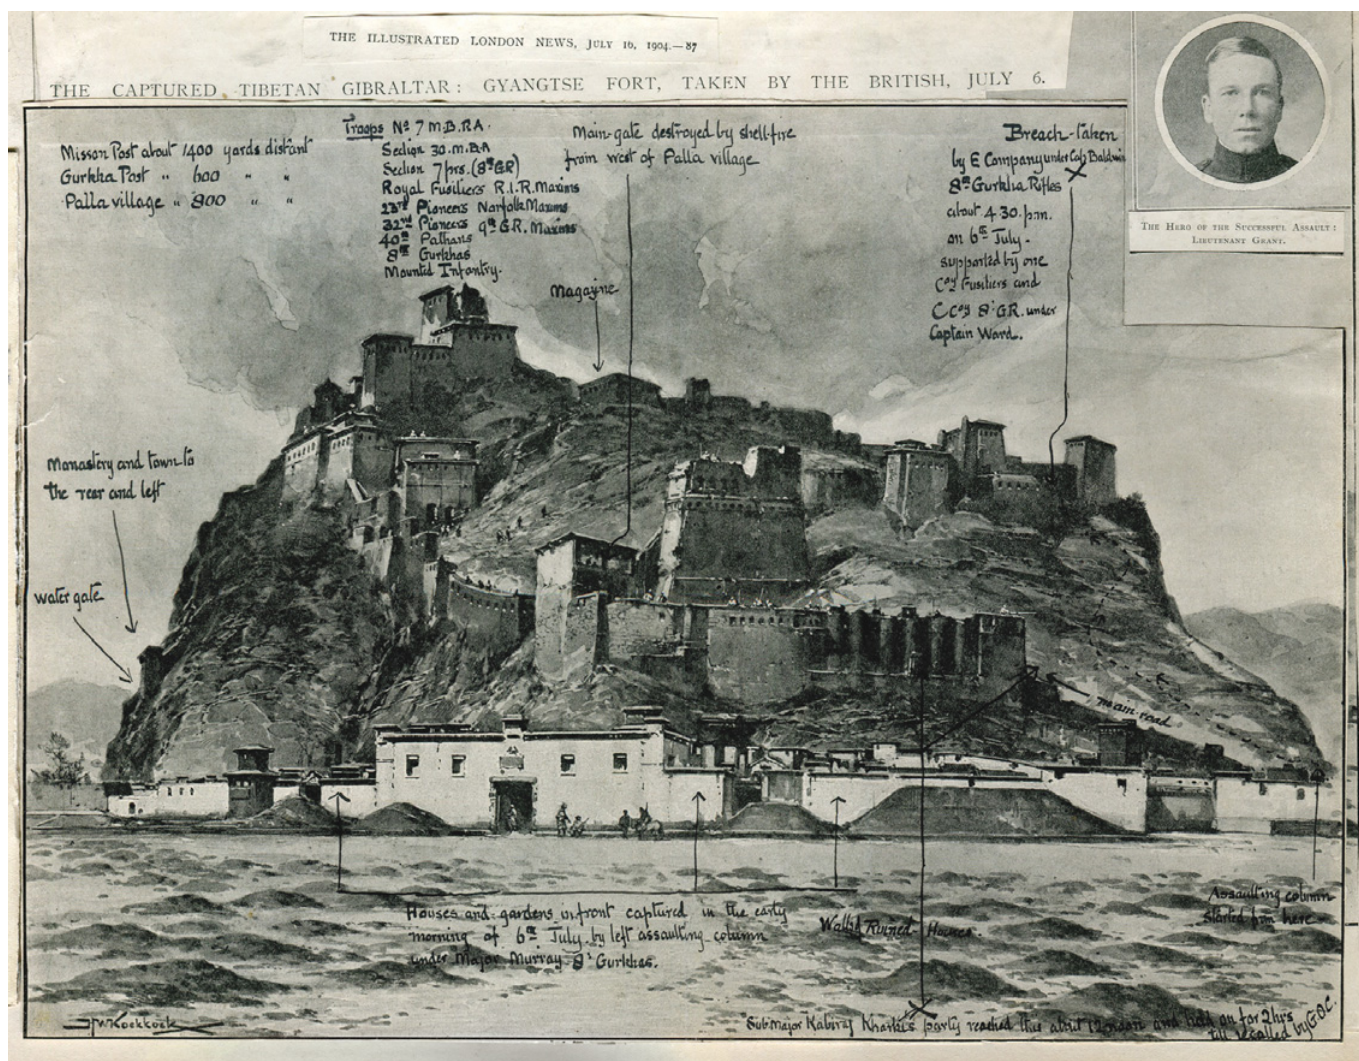 THE ILLUSTRATED LONDON NEWS, JULY 16, 1904.—87
THE CAPTURED TIBETAN GIBRALTAR: GYANGTSE FORT, TAKEN BY THE BRITISH, JULY 6.
THE HERO OF THE SUCCESSFUL ASSAULT:
LIEUTENANT GRANT.
Misson Post about 1400 yards distant
Gurkha Post " 600 " "
Palla village " 800 " "
Troops No 7 M.B.R.A.
Section 30. M.B.A
Section 7 prs. (8th GR)
Royal Fusiliers R.I.R. Maxims
23rd Pioneers Norfolk Maxims
32nd Pioneers 9th G.R. Maxims
40th Pathans
8th Gurkhas
Mounted Infantry.
Main-gate destroyed by shell-fire
from west of Palla village
Magazine
Breach-taken
by E Company under Cap Baldwin
8th Gurkha Rifles
about 4.30. p.m.
on 6th July.
supported by one
Coy Fusiliers and
C Coy 8th G.R. under
Captain Ward.
Monastery and town to
the rear and left
water gate
main-road
Houses and gardens in front captured in the early
morning of 6th July by left assaulting column
under Major Murray 8th Gurkhas.
Ruined Houses.
Assaulting column
started from here
Sub Major Kabiraj party reached this about 12 noon and held on for 2 hrs
till recalled by G.O.C.
HWKoekkoek